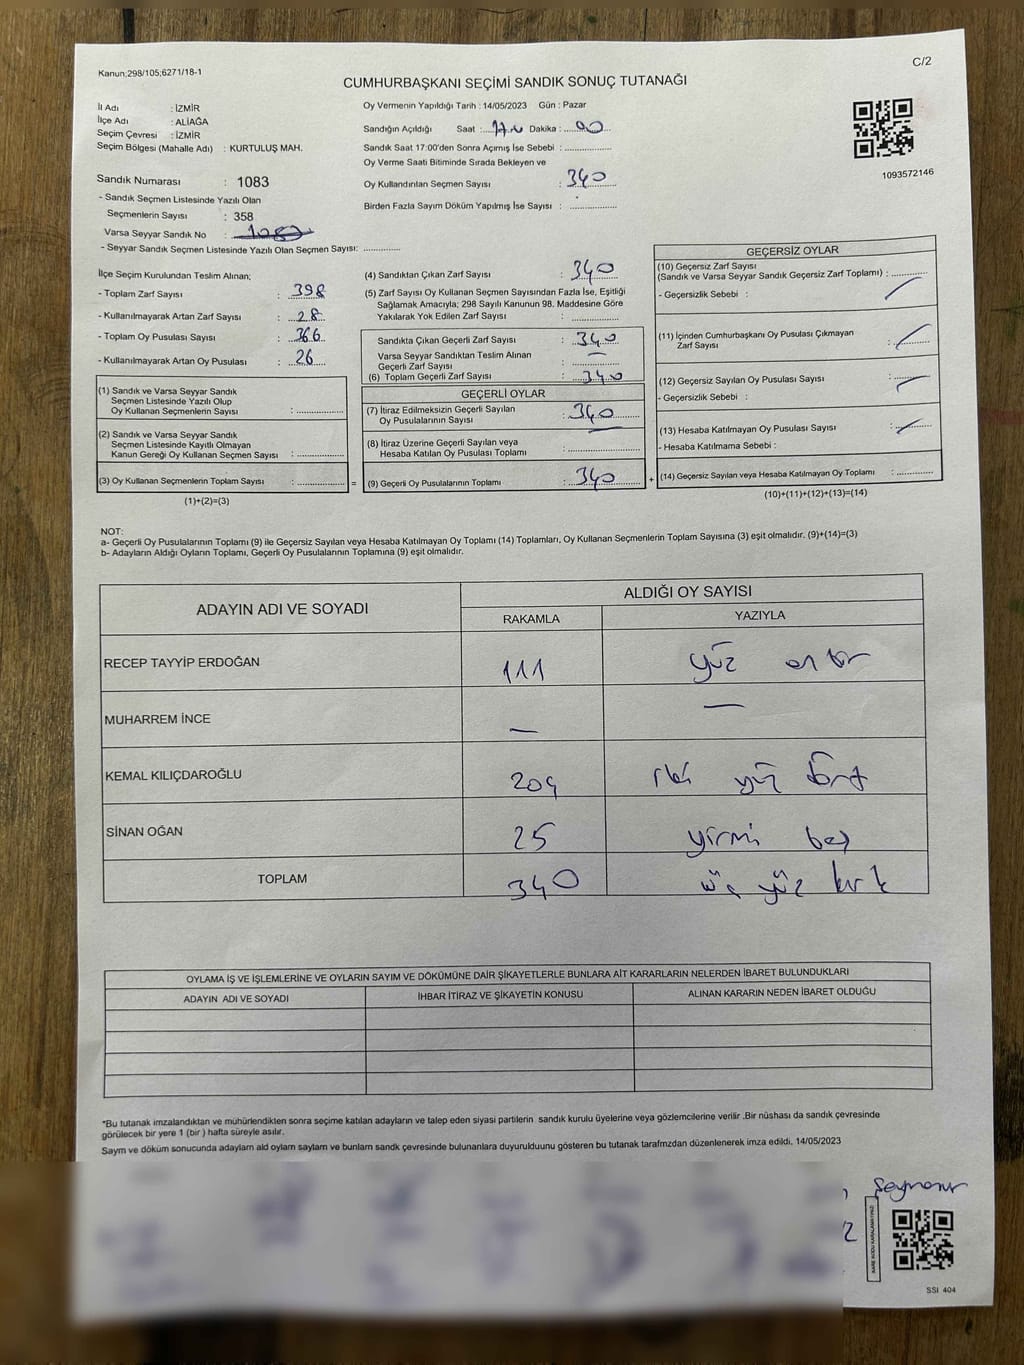 Kanun;298/105;6271/18-1
C/2
CUMHURBAŞKANI SEÇİMİ SANDIK SONUÇ TUTANAĞI
İl Adı : İZMİR
İlçe Adı : ALİAĞA
Seçim Çevresi : İZMİR
Seçim Bölgesi (Mahalle Adı) : KURTULUŞ MAH.
Sandık Numarası : 1083
- Sandık Seçmen Listesinde Yazılı Olan
Seçmenlerin Sayısı : 358
Varsa Seyyar Sandık No :
- Seyyar Sandık Seçmen Listesinde Yazılı Olan Seçmen Sayısı: ............
Oy Vermenin Yapıldığı Tarih : 14/05/2023 Gün : Pazar
Sandığın Açıldığı Saat : Dakika : 00
Sandık Saat 17:00'den Sonra Açımış İse Sebebi : ................
Oy Verme Saati Bitiminde Sırada Bekleyen ve
Oy Kullandırılan Seçmen Sayısı : 340
Birden Fazla Sayım Döküm Yapılmış İse Sayısı : ................
1093572146
İlçe Seçim Kurulundan Teslim Alınan;
- Toplam Zarf Sayısı : 398
- Kullanılmayarak Artan Zarf Sayısı : 28
- Toplam Oy Pusulası Sayısı : 366
- Kullanılmayarak Artan Oy Pusulası : 26
(1) Sandık ve Varsa Seyyar Sandık
Seçmen Listesinde Yazılı Olup
Oy Kullanan Seçmenlerin Sayısı : ................
(2) Sandık ve Varsa Seyyar Sandık
Seçmen Listesinde Kayıtlı Olmayan
Kanun Gereği Oy Kullanan Seçmen Sayısı : ................
(3) Oy Kullanan Seçmenlerin Toplam Sayısı : ................ =
(1)+(2)=(3)
(4) Sandıktan Çıkan Zarf Sayısı : 340
(5) Zarf Sayısı Oy Kullanan Seçmen Sayısından Fazla İse, Eşitliği
Sağlamak Amacıyla; 298 Sayılı Kanunun 98. Maddesine Göre
Yakılarak Yok Edilen Zarf Sayısı : ................
Sandıkta Çıkan Geçerli Zarf Sayısı : 340
Varsa Seyyar Sandıktan Teslim Alınan
Geçerli Zarf Sayısı : —
(6) Toplam Geçerli Zarf Sayısı : 340
GEÇERLİ OYLAR
(7) İtiraz Edilmeksizin Geçerli Sayılan
Oy Pusulalarının Sayısı : 340
(8) İtiraz Üzerine Geçerli Sayılan veya
Hesaba Katılan Oy Pusulası Toplamı : ................
(9) Geçerli Oy Pusulalarının Toplamı : 340 +
GEÇERSİZ OYLAR
(10) Geçersiz Zarf Sayısı
(Sandık ve Varsa Seyyar Sandık Geçersiz Zarf Toplamı) : ............
- Geçersizlik Sebebi :
(11) İçinden Cumhurbaşkanı Oy Pusulası Çıkmayan
Zarf Sayısı :
(12) Geçersiz Sayılan Oy Pusulası Sayısı :
- Geçersizlik Sebebi :
(13) Hesaba Katılmayan Oy Pusulası Sayısı :
- Hesaba Katılmama Sebebi :
(14) Geçersiz Sayılan veya Hesaba Katılmayan Oy Toplamı : ............
(10)+(11)+(12)+(13)=(14)
NOT:
a- Geçerli Oy Pusulalarının Toplamı (9) ile Geçersiz Sayılan veya Hesaba Katılmayan Oy Toplamı (14) Toplamları, Oy Kullanan Seçmenlerin Toplam Sayısına (3) eşit olmalıdır. (9)+(14)=(3)
b- Adayların Aldığı Oyların Toplamı, Geçerli Oy Pusulalarının Toplamına (9) eşit olmalıdır.
ADAYIN ADI VE SOYADI
ALDIĞI OY SAYISI
RAKAMLA YAZIYLA
RECEP TAYYİP ERDOĞAN 111 yüz on bir
MUHARREM İNCE — —
KEMAL KILIÇDAROĞLU 204 iki yüz dört
SİNAN OĞAN 25 yirmi beş
TOPLAM 340 üç yüz kırk
OYLAMA İŞ VE İŞLEMLERİNE VE OYLARIN SAYIM VE DÖKÜMÜNE DAİR ŞİKAYETLERLE BUNLARA AİT KARARLARIN NELERDEN İBARET BULUNDUKLARI
ADAYIN ADI VE SOYADI İHBAR İTİRAZ VE ŞİKAYETİN KONUSU ALINAN KARARIN NEDEN İBARET OLDUĞU
*Bu tutanak imzalandıktan ve mühürlendikten sonra seçime katılan adayların ve talep eden siyasi partilerin sandık kurulu üyelerine veya gözlemcilerine verilir .Bir nüshası da sandık çevresinde
görülecek bir yere 1 (bir ) hafta süreyle asılır.
Saym ve döküm sonucunda adaylarn ald oylarn saylarn ve bunlarn sandk çevresinde bulunanlara duyurulduunu gösteren bu tutanak tarafmzdan düzenlenerek imza edildi. 14/05/2023
KARE KODU KARALAMAYINIZ!
SSI 404